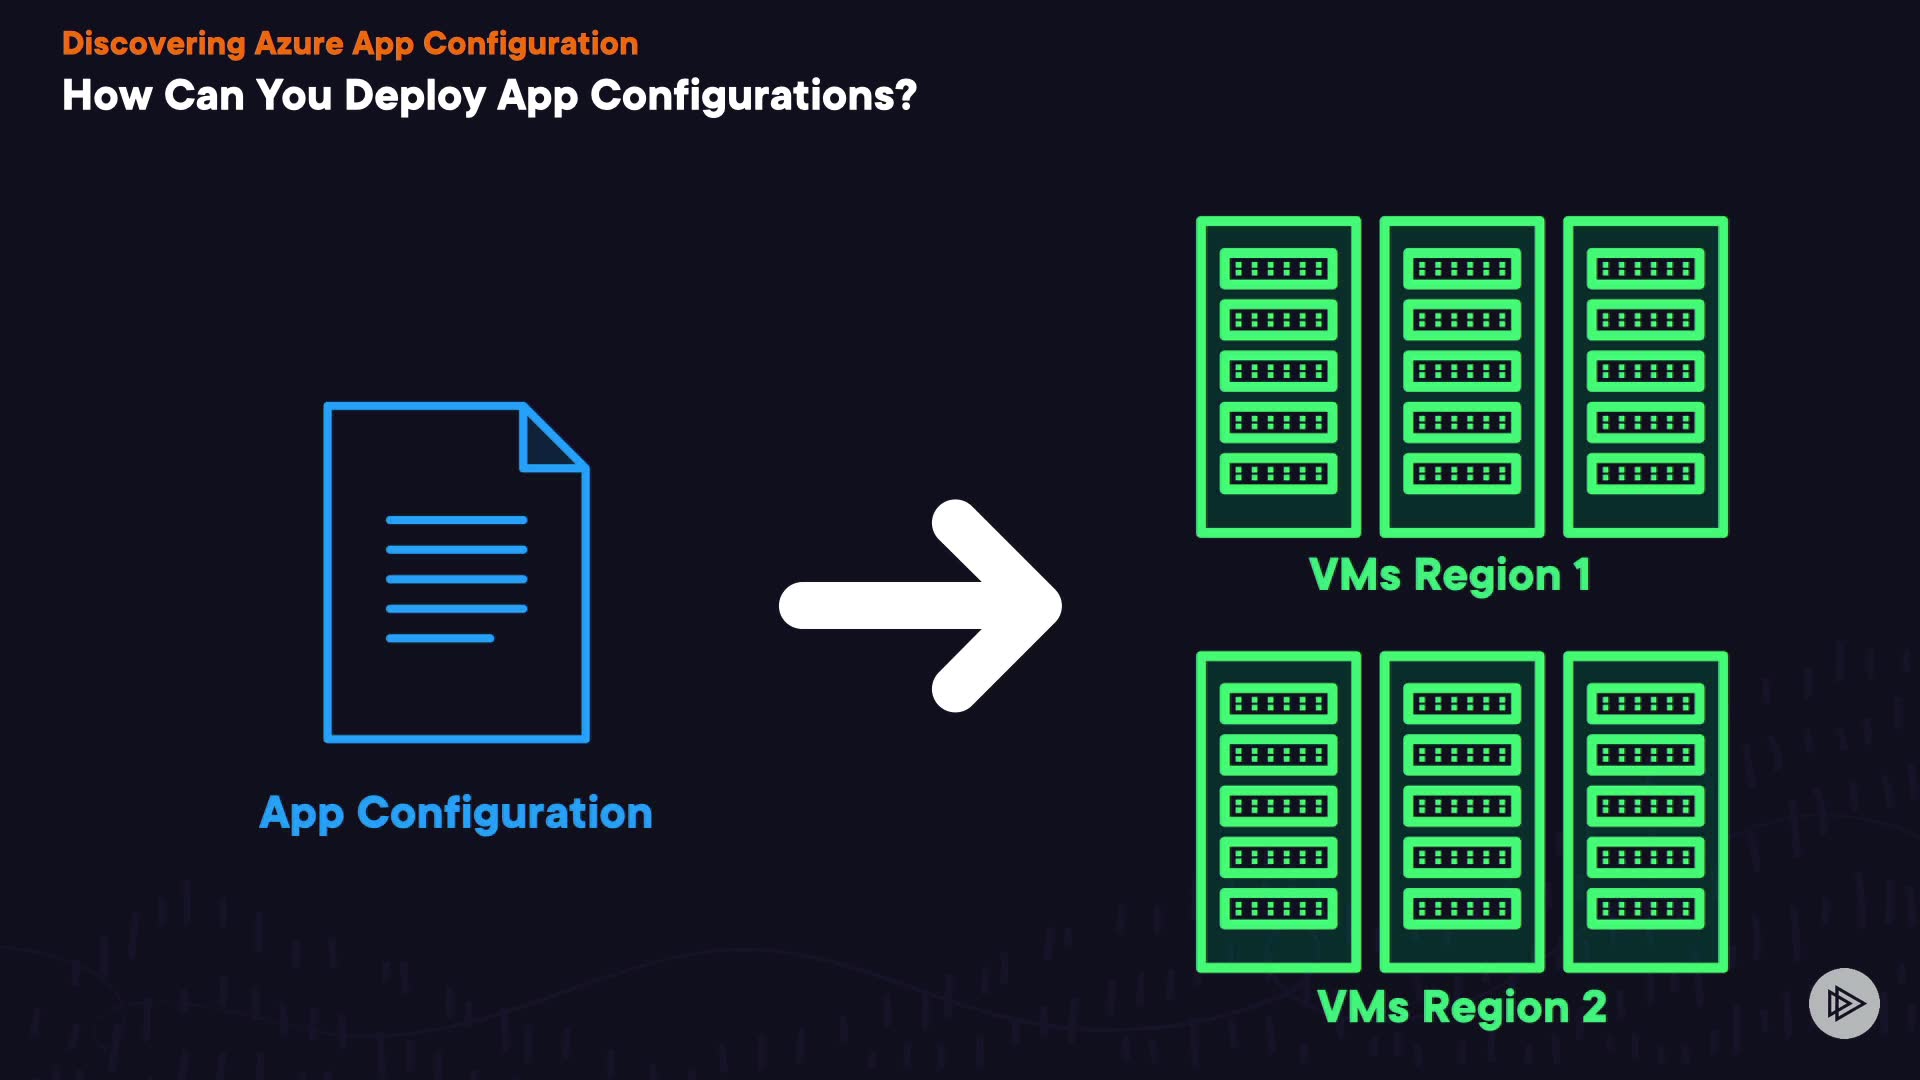 Discovering Azure App Configuration
How Can You Deploy App Configurations?
VMs Region 1
App Configuration
VMs Region 2